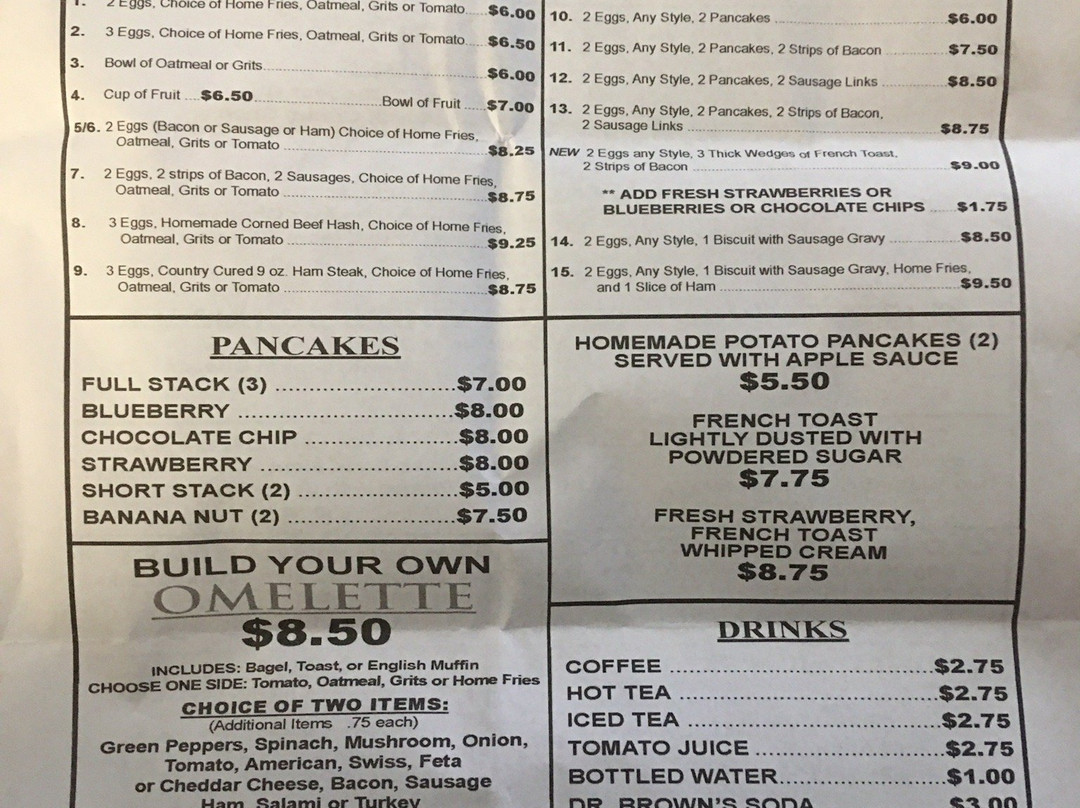 1. 2 Eggs, Choice of Home Fries, Oatmeal, Grits or Tomato $6.00
2. 3 Eggs, Choice of Home Fries, Oatmeal, Grits or Tomato $6.50
3. Bowl of Oatmeal or Grits $6.00
4. Cup of Fruit $6.50 Bowl of Fruit $7.00
5/6. 2 Eggs (Bacon or Sausage or Ham) Choice of Home Fries,
Oatmeal, Grits or Tomato $8.25
7. 2 Eggs, 2 strips of Bacon, 2 Sausages, Choice of Home Fries,
Oatmeal, Grits or Tomato $8.75
8. 3 Eggs, Homemade Corned Beef Hash, Choice of Home Fries,
Oatmeal, Grits or Tomato $9.25
9. 3 Eggs, Country Cured 9 oz. Ham Steak, Choice of Home Fries,
Oatmeal, Grits or Tomato $8.75
10. 2 Eggs, Any Style, 2 Pancakes $6.00
11. 2 Eggs, Any Style, 2 Pancakes, 2 Strips of Bacon $7.50
12. 2 Eggs, Any Style, 2 Pancakes, 2 Sausage Links $8.50
13. 2 Eggs, Any Style, 2 Pancakes, 2 Strips of Bacon,
2 Sausage Links $8.75
NEW 2 Eggs any Style, 3 Thick Wedges of French Toast,
2 Strips of Bacon $9.00
** ADD FRESH STRAWBERRIES OR
BLUEBERRIES OR CHOCOLATE CHIPS $1.75
14. 2 Eggs, Any Style, 1 Biscuit with Sausage Gravy $8.50
15. 2 Eggs, Any Style, 1 Biscuit with Sausage Gravy, Home Fries,
and 1 Slice of Ham $9.50
PANCAKES
FULL STACK (3) $7.00
BLUEBERRY $8.00
CHOCOLATE CHIP $8.00
STRAWBERRY $8.00
SHORT STACK (2) $5.00
BANANA NUT (2) $7.50
HOMEMADE POTATO PANCAKES (2)
SERVED WITH APPLE SAUCE
$5.50
FRENCH TOAST
LIGHTLY DUSTED WITH
POWDERED SUGAR
$7.75
FRESH STRAWBERRY,
FRENCH TOAST
WHIPPED CREAM
$8.75
BUILD YOUR OWN
OMELETTE
$8.50
INCLUDES: Bagel, Toast, or English Muffin
CHOOSE ONE SIDE: Tomato, Oatmeal, Grits or Home Fries
CHOICE OF TWO ITEMS:
(Additional Items .75 each)
Green Peppers, Spinach, Mushroom, Onion,
Tomato, American, Swiss, Feta
or Cheddar Cheese, Bacon, Sausage
Ham, Salami or Turkey
DRINKS
COFFEE $2.75
HOT TEA $2.75
ICED TEA $2.75
TOMATO JUICE $2.75
BOTTLED WATER $1.00
DR. BROWN'S SODA $3.00